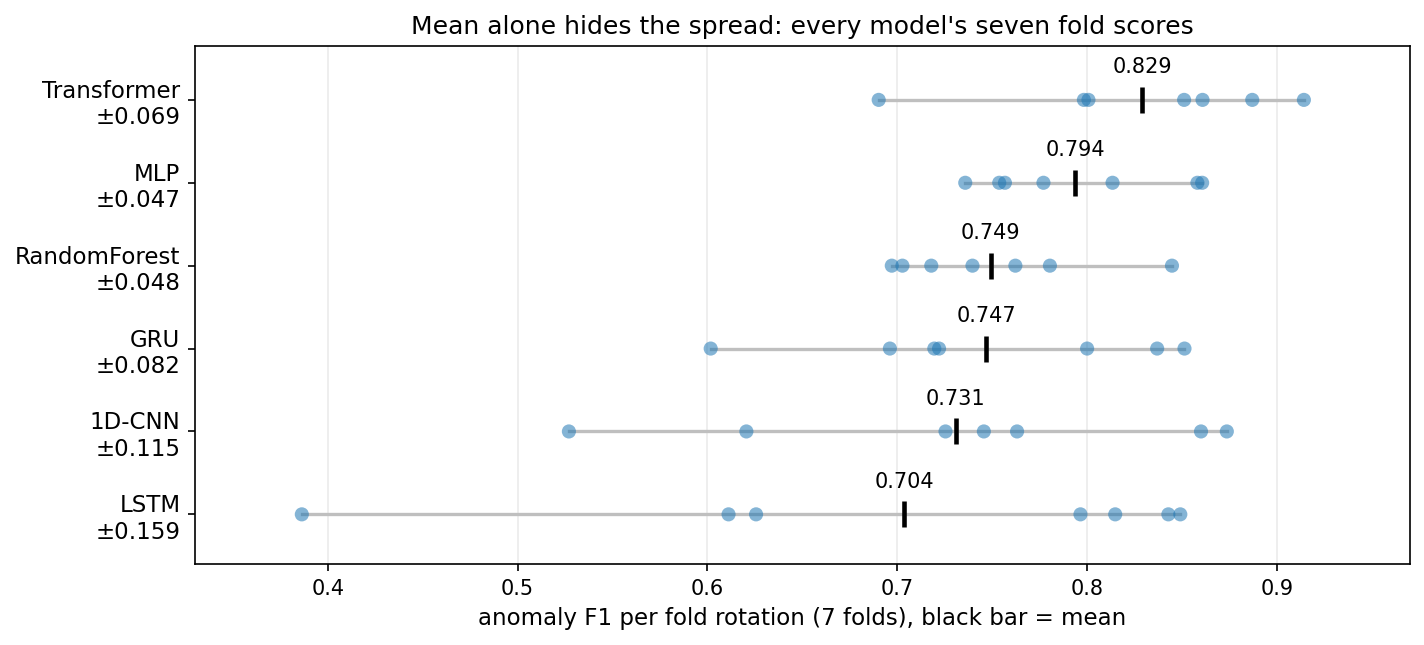 Mean alone hides the spread: every model's seven fold scores
Transformer
±0.069
0.829
MLP
±0.047
0.794
RandomForest
±0.048
0.749
GRU
±0.082
0.747
1D-CNN
±0.115
0.731
LSTM
±0.159
0.704
0.4 0.5 0.6 0.7 0.8 0.9
anomaly F1 per fold rotation (7 folds), black bar = mean